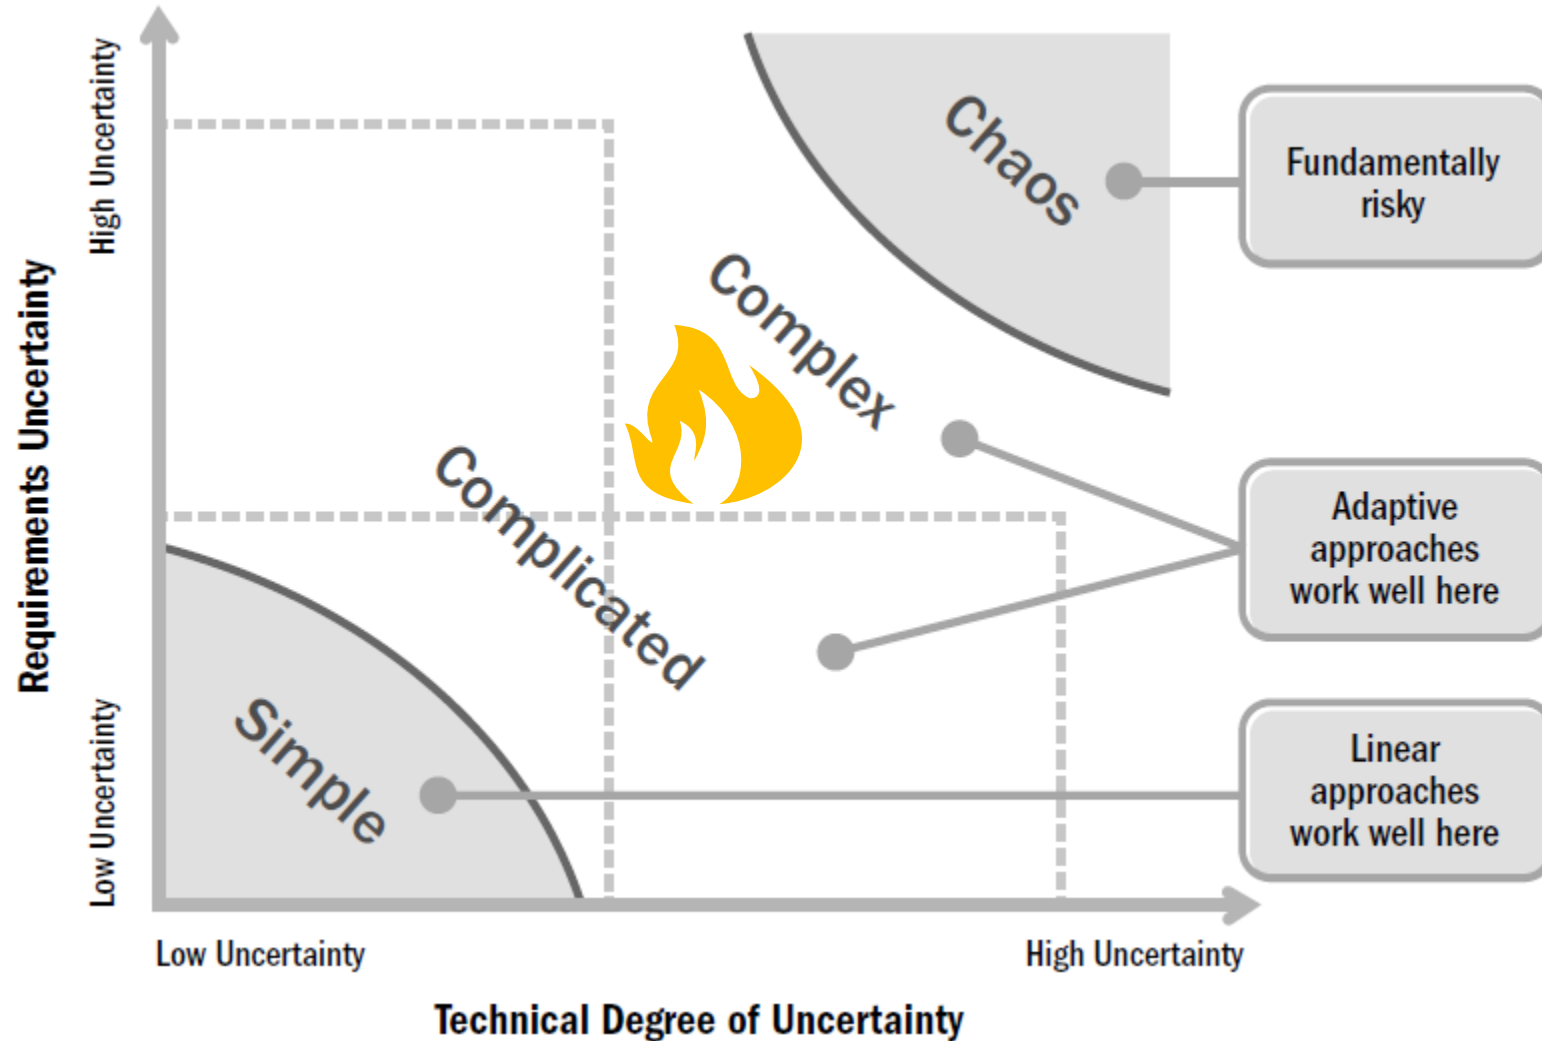 High Uncertainty
Requirements Uncertainty
Low Uncertainty
Chaos
Complex
Complicated
Simple
Fundamentally
risky
Adaptive
approaches
work well here
Linear
approaches
work well here
Low Uncertainty
High Uncertainty
Technical Degree of Uncertainty